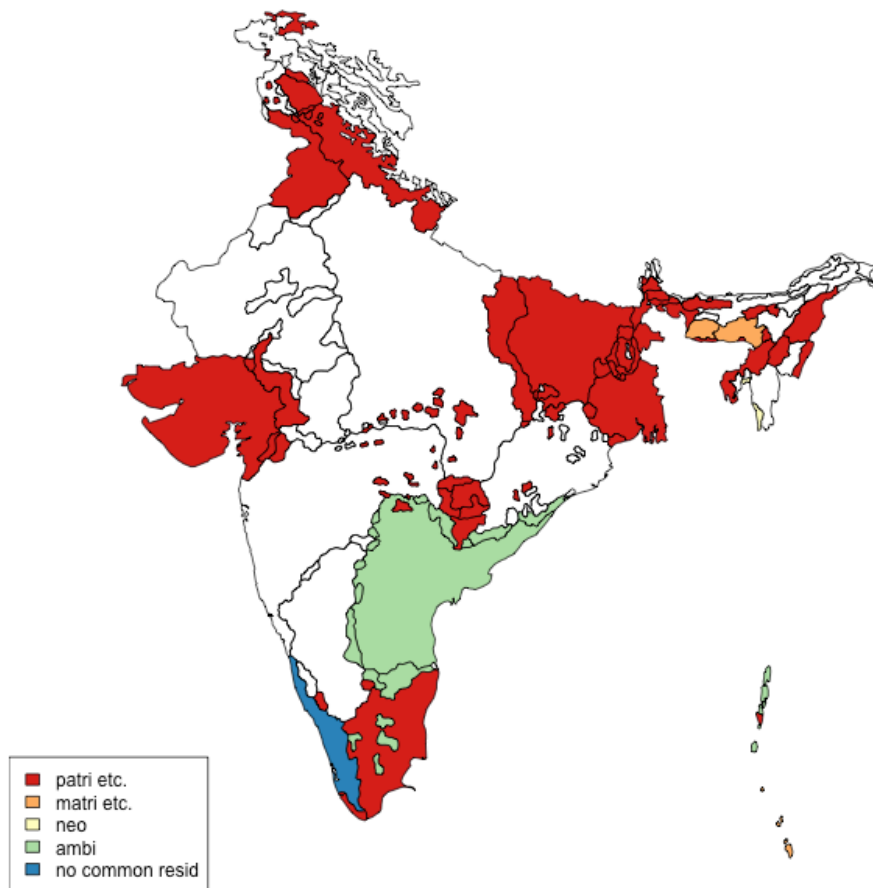 patri etc.
matri etc.
neo
ambi
no common resid